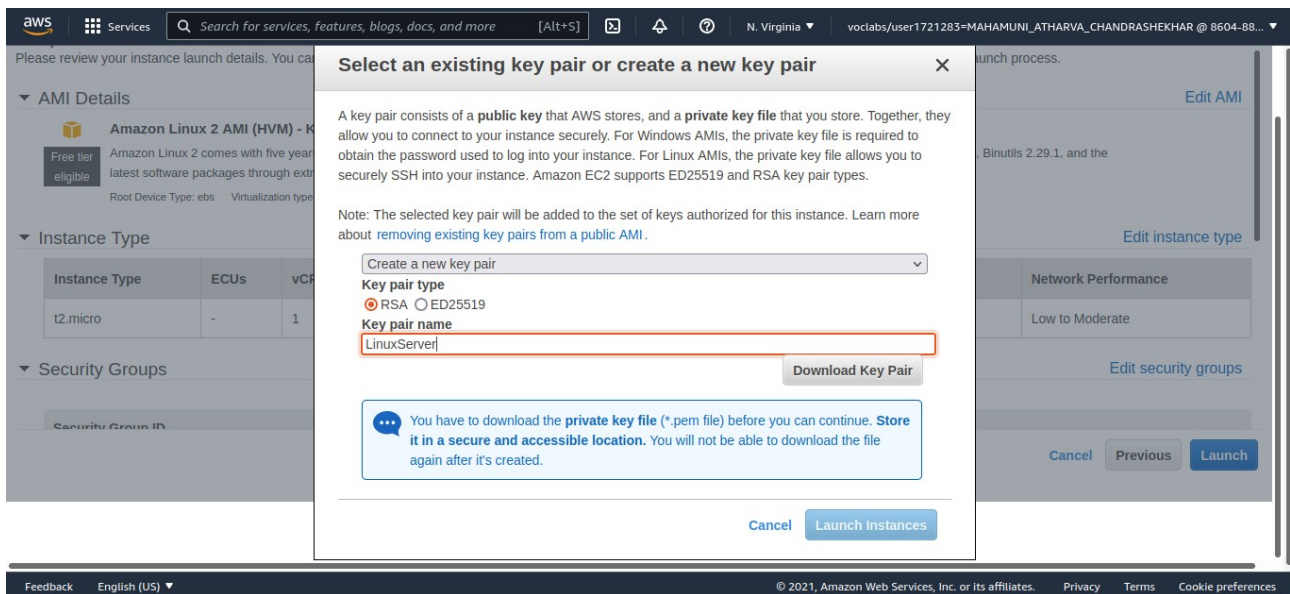 aws Services Search for services, features, blogs, docs, and more [Alt+S] N. Virginia ▼ voclabs/user1721283=MAHAMUNI_ATHARVA_CHANDRASHEKHAR @ 8604-88... ▼
Please review your instance launch details. You ca
unch process.
Select an existing key pair or create a new key pair
AMI Details
Edit AMI
Amazon Linux 2 AMI (HVM) - K
Free tier eligible
Amazon Linux 2 comes with five year
, Binutils 2.29.1, and the
latest software packages through extr
Root Device Type: ebs Virtualization type
A key pair consists of a public key that AWS stores, and a private key file that you store. Together, they
allow you to connect to your instance securely. For Windows AMIs, the private key file is required to
obtain the password used to log into your instance. For Linux AMIs, the private key file allows you to
securely SSH into your instance. Amazon EC2 supports ED25519 and RSA key pair types.
Note: The selected key pair will be added to the set of keys authorized for this instance. Learn more
about removing existing key pairs from a public AMI.
Instance Type
Edit instance type
Instance Type ECUs vCP
Network Performance
t2.micro - 1
Low to Moderate
Create a new key pair
Key pair type
RSA ED25519
Key pair name
LinuxServer
Download Key Pair
Security Groups
Edit security groups
Security Group ID
You have to download the private key file (*.pem file) before you can continue. Store
it in a secure and accessible location. You will not be able to download the file
again after it's created.
Cancel Previous Launch
Cancel Launch Instances
Feedback English (US) ▼ © 2021, Amazon Web Services, Inc. or its affiliates. Privacy Terms Cookie preferences